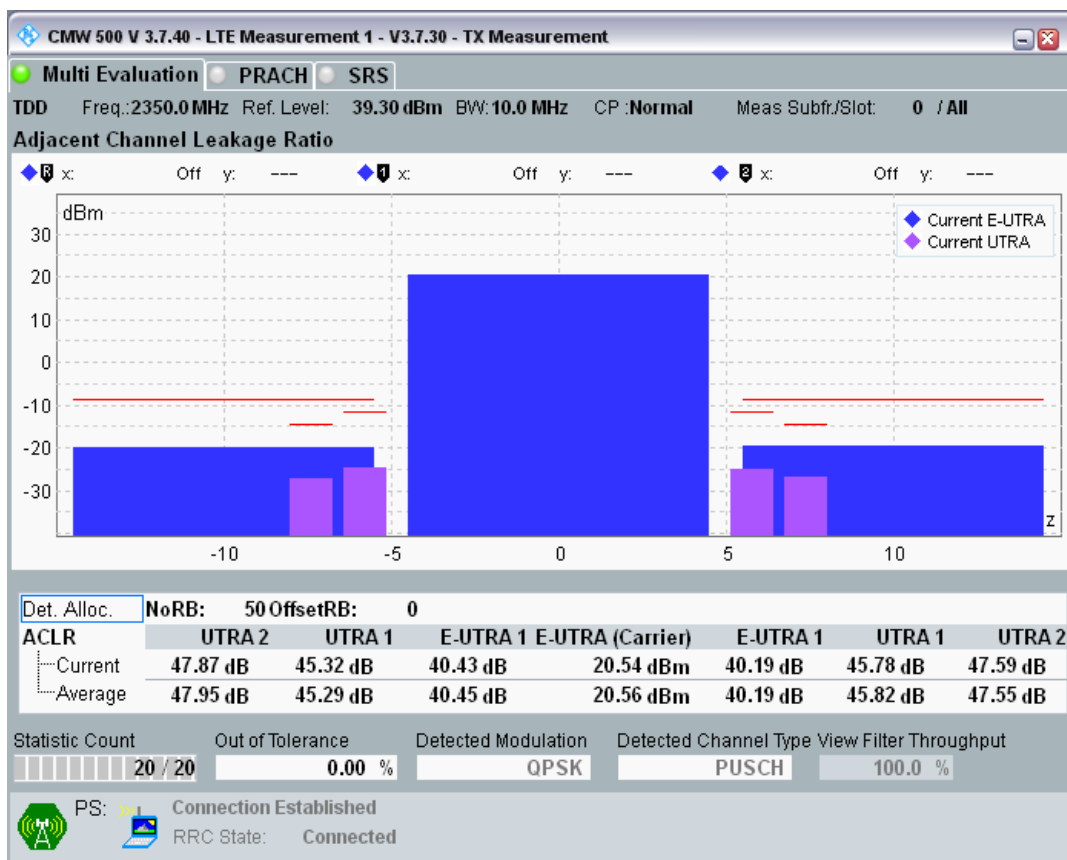 CMW 500 V 3.7.40 - LTE Measurement 1 - V3.7.30 - TX Measurement
Multi Evaluation PRACH SRS
TDD Freq.:2350.0 MHz Ref. Level: 39.30 dBm BW:10.0 MHz CP :Normal Meas Subfr./Slot: 0 / All
Adjacent Channel Leakage Ratio
R x: Off y: --- 1 x: Off y: --- 2 x: Off y: ---
dBm
Current E-UTRA
Current UTRA
30
20
10
0
-10
-20
-30
z
-10 -5 0 5 10
Det. Alloc. NoRB: 50 OffsetRB: 0
ACLR UTRA 2 UTRA 1 E-UTRA 1 E-UTRA (Carrier) E-UTRA 1 UTRA 1 UTRA 2
Current 47.87 dB 45.32 dB 40.43 dB 20.54 dBm 40.19 dB 45.78 dB 47.59 dB
Average 47.95 dB 45.29 dB 40.45 dB 20.56 dBm 40.19 dB 45.82 dB 47.55 dB
Statistic Count Out of Tolerance Detected Modulation Detected Channel Type View Filter Throughput
20 / 20 0.00 % QPSK PUSCH 100.0 %
PS: Connection Established
RRC State: Connected